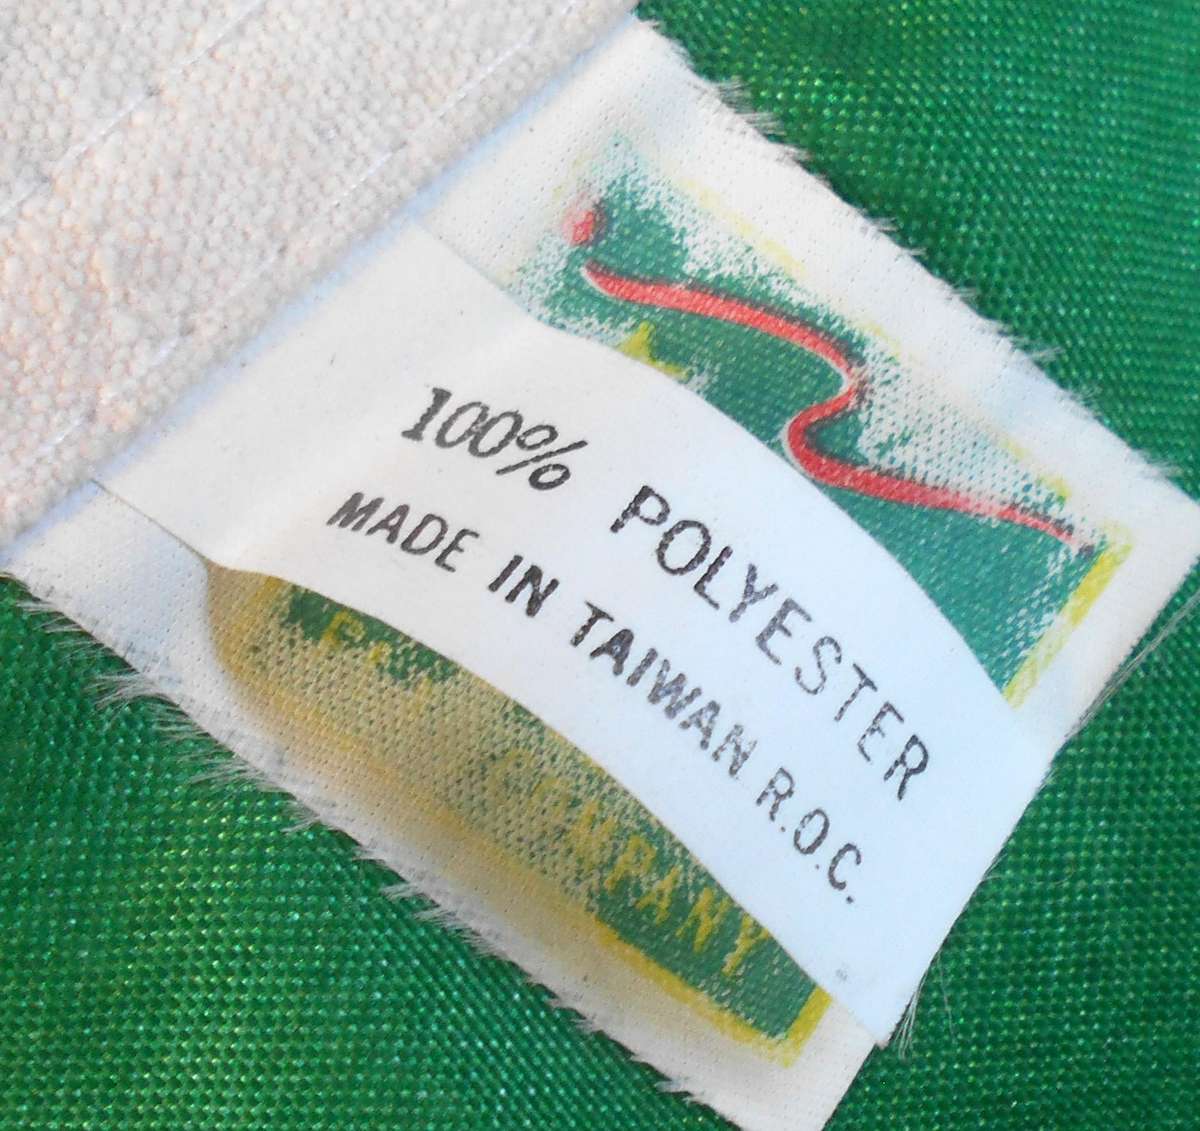 100% POLYESTER
MADE IN TAIWAN R.O.C.
COMPANY